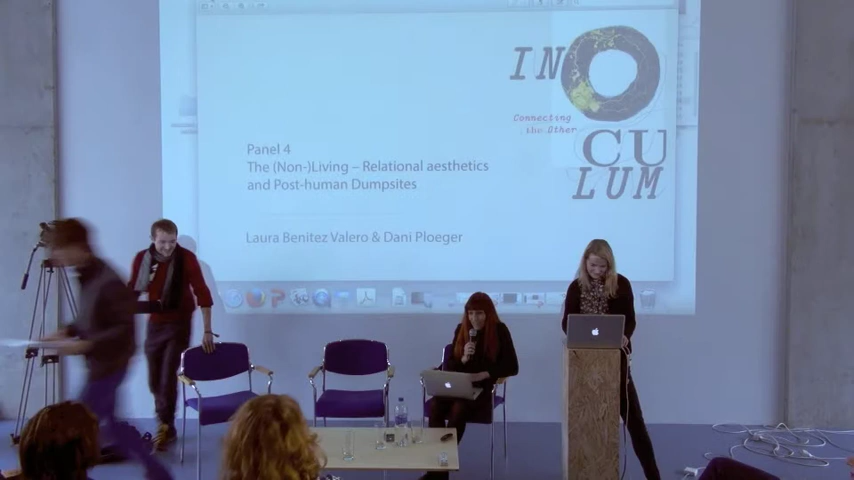 IN
Connecting
the Other
CU
LUM
Panel 4
The (Non-)Living – Relational aesthetics
and Post-human Dumpsites
Laura Benitez Valero & Dani Ploeger